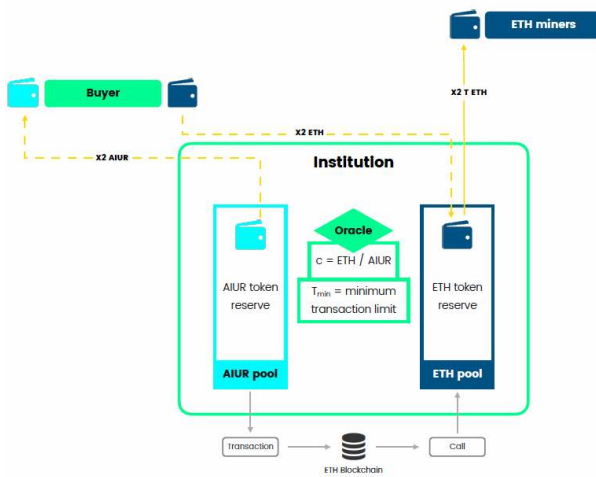 ETH miners
Buyer
X2 T ETH
X2 ETH
X2 AIUR
Institution
Oracle
c = ETH / AIUR
Tmin = minimum
transaction limit
AIUR token
reserve
ETH token
reserve
AIUR pool
ETH pool
Transaction
Call
ETH Blockchain